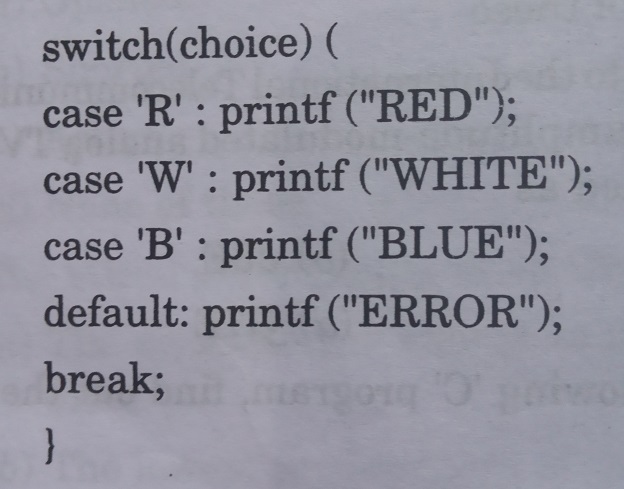 switch(choice) (
case 'R' : printf ("RED");
case 'W' : printf ("WHITE");
case 'B' : printf ("BLUE");
default: printf ("ERROR");
break;
}